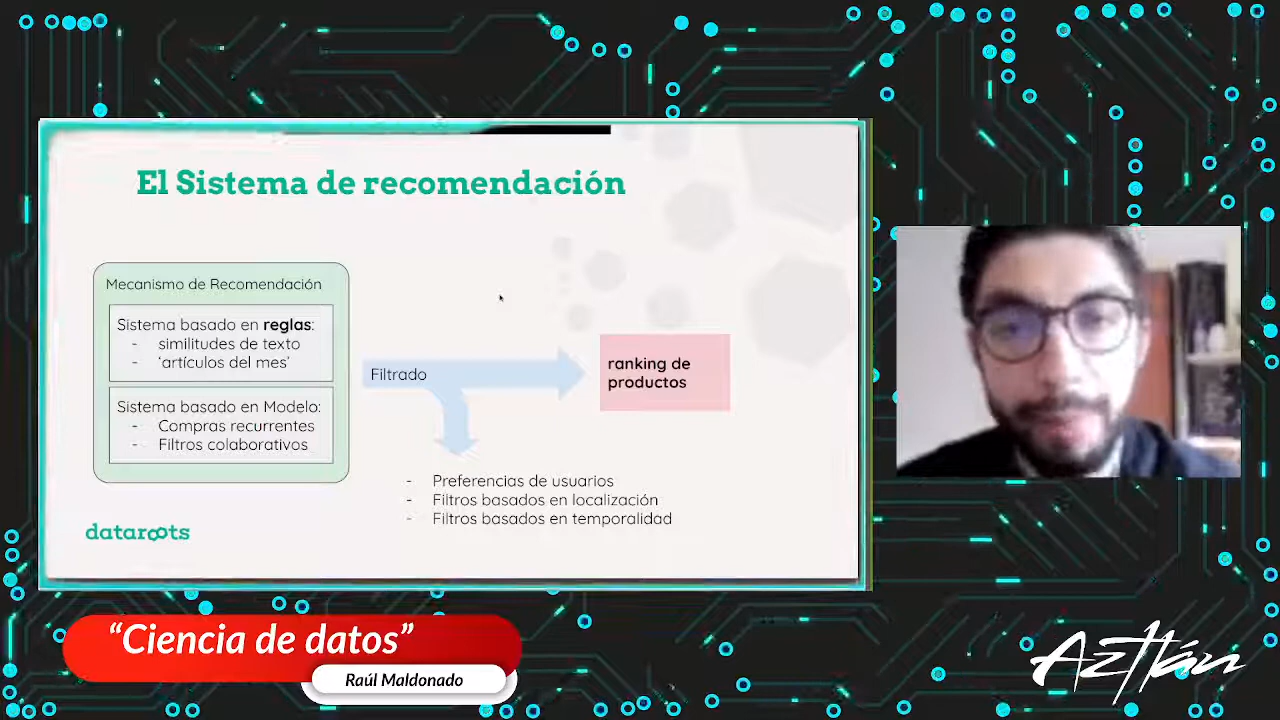 El Sistema de recomendación
Mecanismo de Recomendación
Sistema basado en reglas:
- similitudes de texto
- ‘artículos del mes’
Sistema basado en Modelo:
- Compras recurrentes
- Filtros colaborativos
Filtrado
ranking de
productos
- Preferencias de usuarios
- Filtros basados en localización
- Filtros basados en temporalidad
dataroots
“Ciencia de datos”
Raúl Maldonado
Aztlán